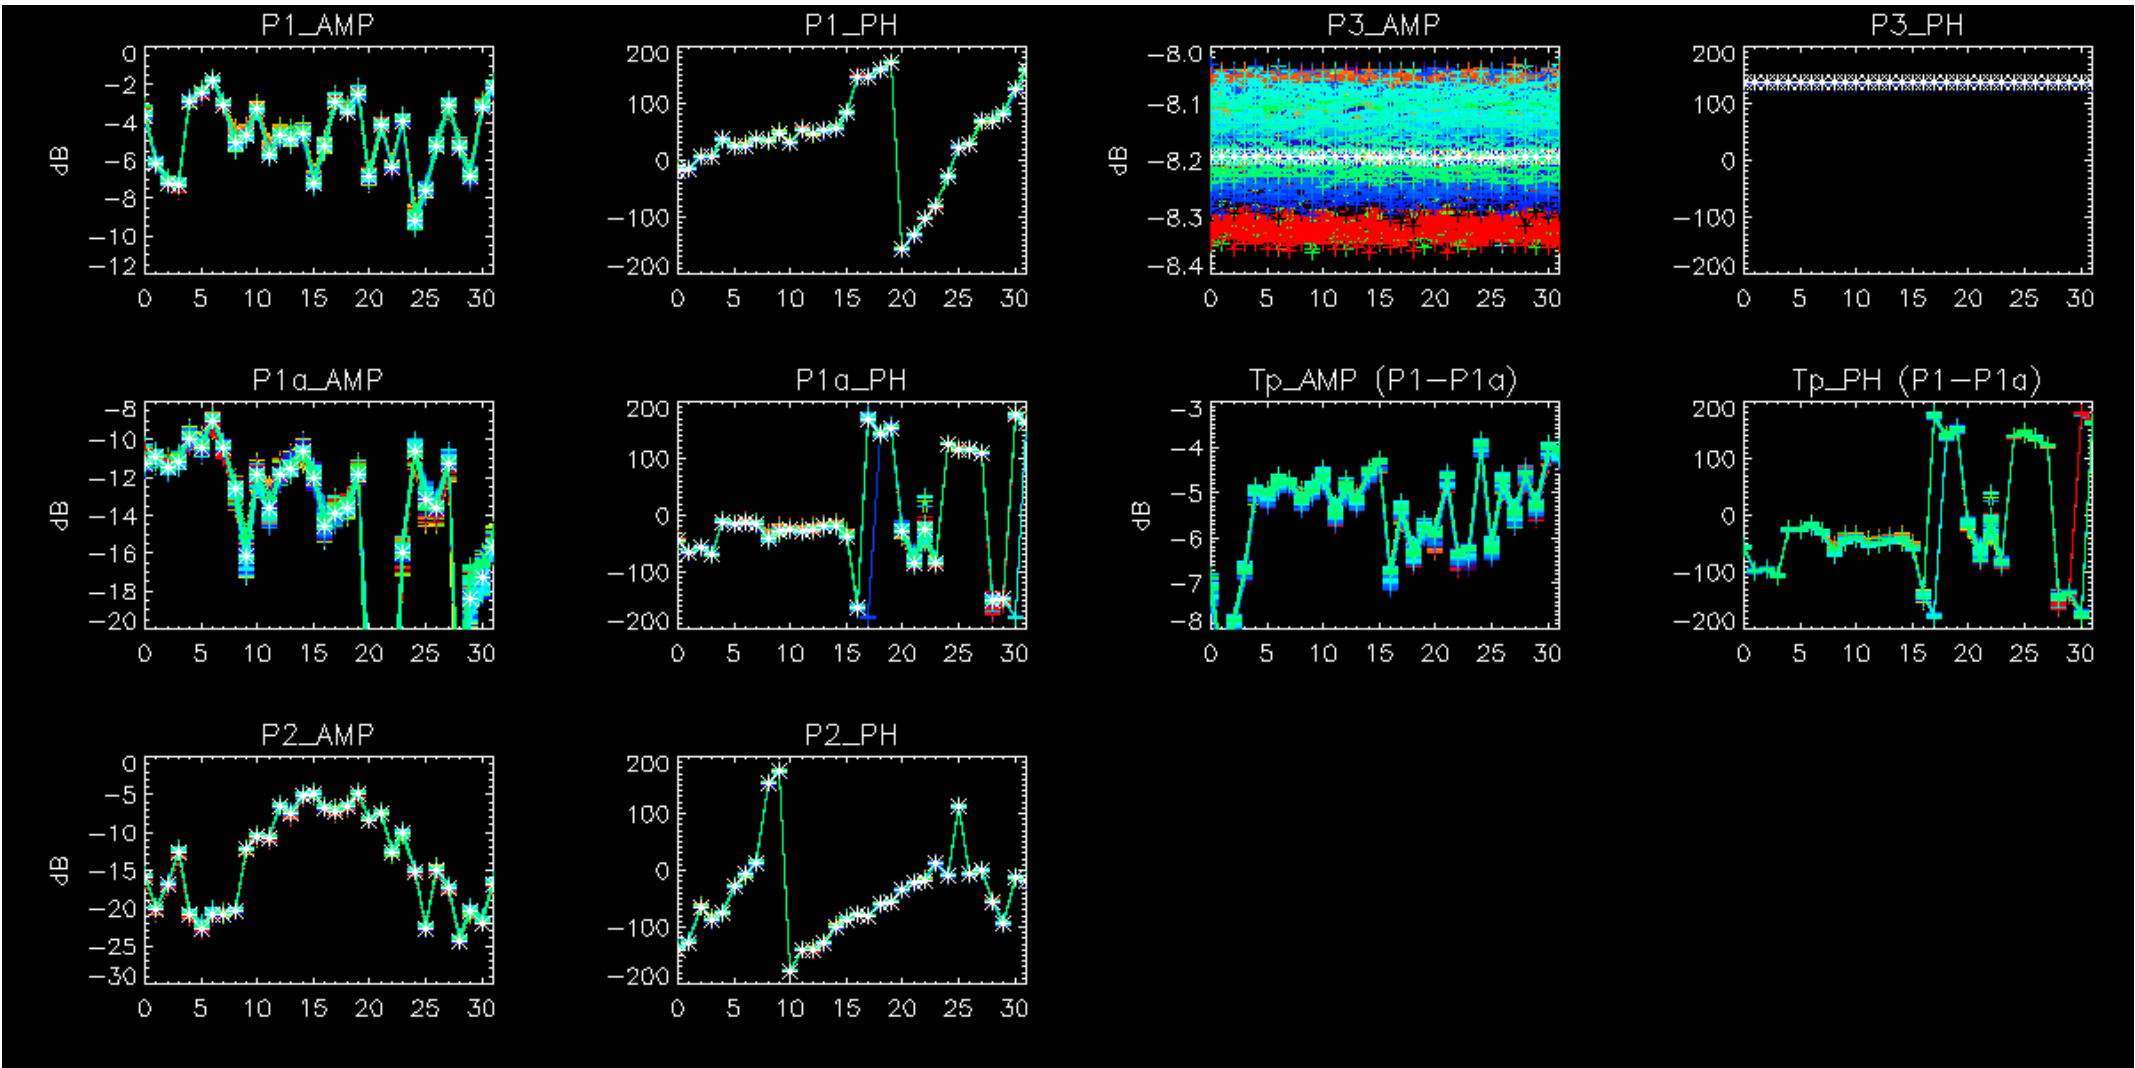 P1_AMP
P1_PH
P3_AMP
P3_PH
0
-2
-4
-6
-8
-10
-12
dB
0 5 10 15 20 25 30
200
100
0
-100
-200
0 5 10 15 20 25 30
-8.0
-8.1
-8.2
-8.3
-8.4
dB
0 5 10 15 20 25 30
200
100
0
-100
-200
0 5 10 15 20 25 30
P1a_AMP
P1a_PH
Tp_AMP (P1-P1a)
Tp_PH (P1-P1a)
-8
-10
-12
-14
-16
-18
-20
dB
0 5 10 15 20 25 30
200
100
0
-100
-200
0 5 10 15 20 25 30
-3
-4
-5
-6
-7
-8
dB
0 5 10 15 20 25 30
200
100
0
-100
-200
0 5 10 15 20 25 30
P2_AMP
P2_PH
0
-5
-10
-15
-20
-25
-30
dB
0 5 10 15 20 25 30
200
100
0
-100
-200
0 5 10 15 20 25 30